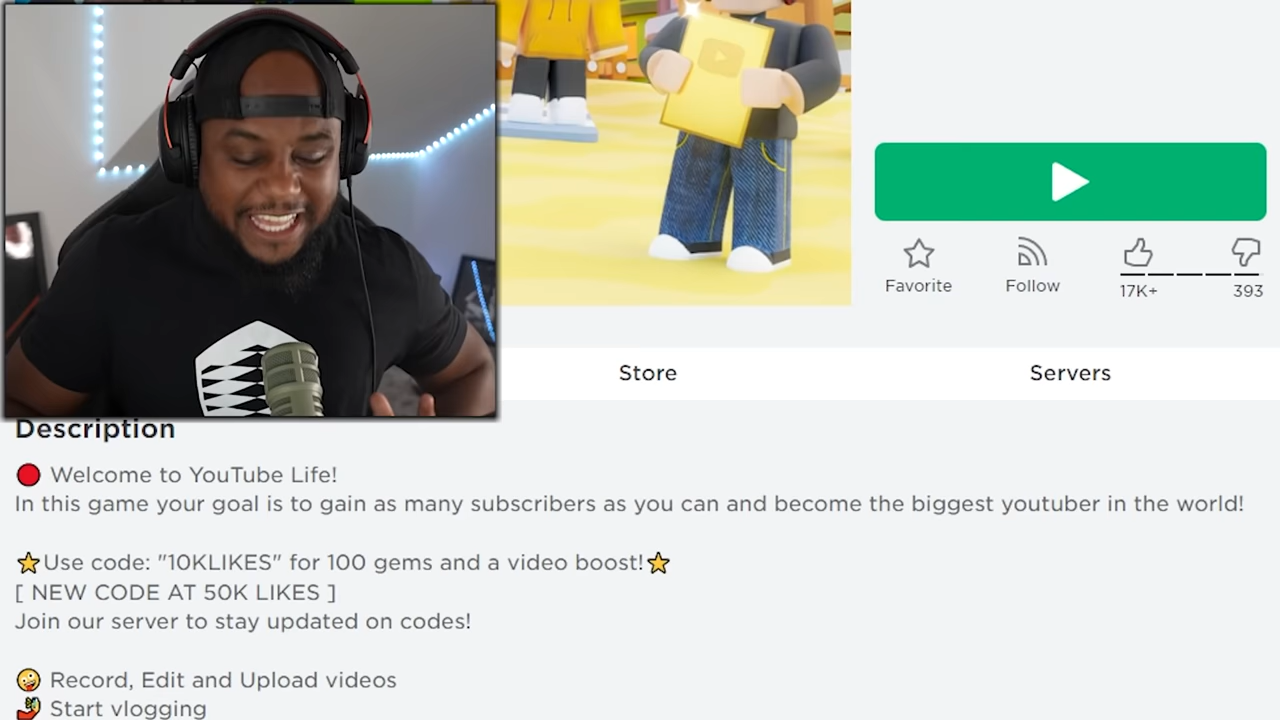 Favorite
Follow
17K+
393
Store
Servers
Description
Welcome to YouTube Life!
In this game your goal is to gain as many subscribers as you can and become the biggest youtuber in the world!
⭐Use code: "10KLIKES" for 100 gems and a video boost!⭐
[ NEW CODE AT 50K LIKES ]
Join our server to stay updated on codes!
🤪 Record, Edit and Upload videos
🤳 Start vlogging